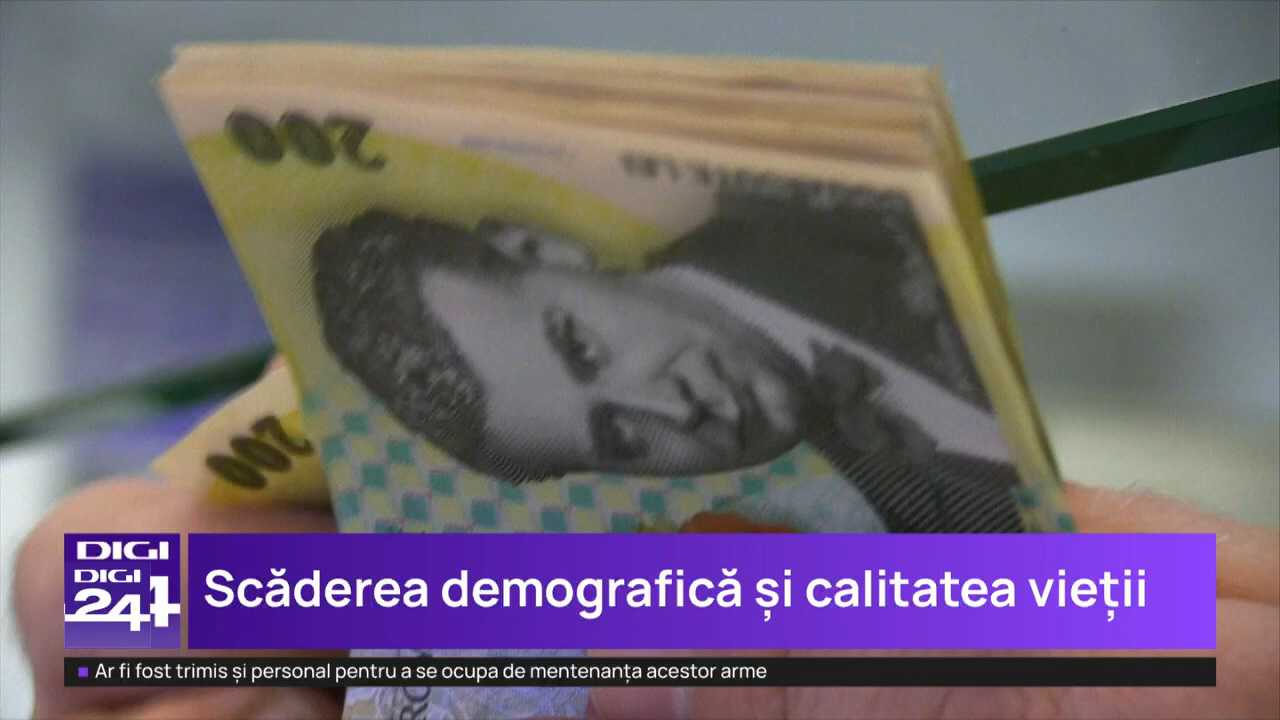 200
200
DIGI
DIGI
24+
Scăderea demografică și calitatea vieții
Ar fi fost trimis și personal pentru a se ocupa de mentenanța acestor arme